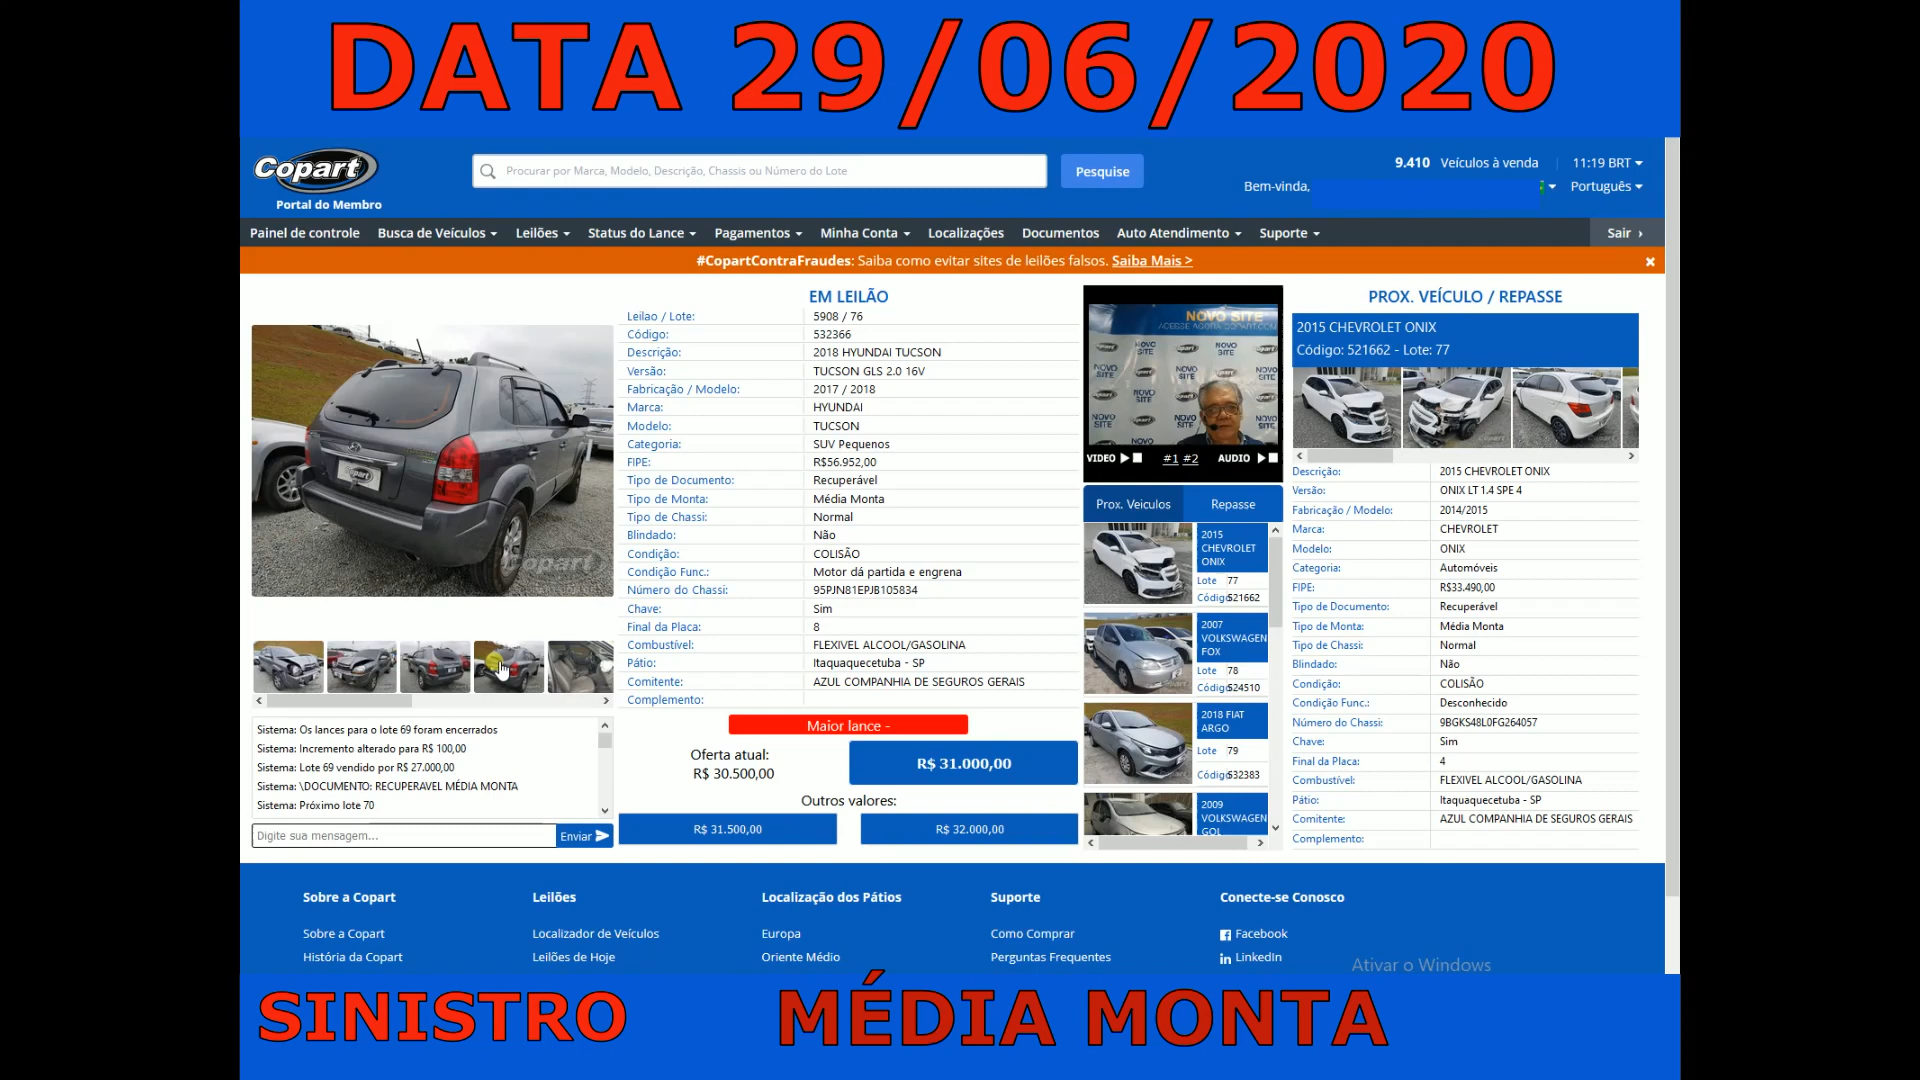 DATA 29/06/2020
Copart
Portal do Membro
Procurar por Marca, Modelo, Descrição, Chassis ou Número do Lote
Pesquise
9.410 Veículos à venda
11:19 BRT
Bem-vinda,
Português
Painel de controle Busca de Veículos Leilões Status do Lance Pagamentos Minha Conta Localizações Documentos Auto Atendimento Suporte Sair
#CopartContraFraudes: Saiba como evitar sites de leilões falsos. Saiba Mais >
Copart
Sistema: Os lances para o lote 69 foram encerrados
Sistema: Incremento alterado para R$ 100,00
Sistema: Lote 69 vendido por R$ 27.000,00
Sistema: \DOCUMENTO: RECUPERAVEL MÉDIA MONTA
Sistema: Próximo lote 70
Digite sua mensagem...
Enviar
EM LEILÃO
Leilao / Lote: 5908 / 76
Código: 532366
Descrição: 2018 HYUNDAI TUCSON
Versão: TUCSON GLS 2.0 16V
Fabricação / Modelo: 2017 / 2018
Marca: HYUNDAI
Modelo: TUCSON
Categoria: SUV Pequenos
FIPE: R$56.952,00
Tipo de Documento: Recuperável
Tipo de Monta: Média Monta
Tipo de Chassi: Normal
Blindado: Não
Condição: COLISÃO
Condição Func.: Motor dá partida e engrena
Número do Chassi: 95PJN81EPJB105834
Chave: Sim
Final da Placa: 8
Combustível: FLEXIVEL ALCOOL/GASOLINA
Pátio: Itaquaquecetuba - SP
Comitente: AZUL COMPANHIA DE SEGUROS GERAIS
Complemento:
Maior lance -
Oferta atual:
R$ 30.500,00
R$ 31.000,00
Outros valores:
R$ 31.500,00
R$ 32.000,00
NOVO SITE
VIDEO #1 #2 AUDIO
Prox. Veiculos Repasse
2015
CHEVROLET
ONIX
Lote 77
Código 521662
2007
VOLKSWAGEN
FOX
Lote 78
Código 524510
2018 FIAT
ARGO
Lote 79
Código 532383
2009
VOLKSWAGEN
GOL
PROX. VEÍCULO / REPASSE
2015 CHEVROLET ONIX
Código: 521662 - Lote: 77
Descrição: 2015 CHEVROLET ONIX
Versão: ONIX LT 1.4 SPE 4
Fabricação / Modelo: 2014/2015
Marca: CHEVROLET
Modelo: ONIX
Categoria: Automóveis
FIPE: R$33.490,00
Tipo de Documento: Recuperável
Tipo de Monta: Média Monta
Tipo de Chassi: Normal
Blindado: Não
Condição: COLISÃO
Condição Func.: Desconhecido
Número do Chassi: 9BGKS48L0FG264057
Chave: Sim
Final da Placa: 4
Combustível: FLEXIVEL ALCOOL/GASOLINA
Pátio: Itaquaquecetuba - SP
Comitente: AZUL COMPANHIA DE SEGUROS GERAIS
Complemento:
Sobre a Copart
Sobre a Copart
História da Copart
Leilões
Localizador de Veículos
Leilões de Hoje
Localização dos Pátios
Europa
Oriente Médio
Suporte
Como Comprar
Perguntas Frequentes
Conecte-se Conosco
Facebook
LinkedIn
Ativar o Windows
SINISTRO MÉDIA MONTA